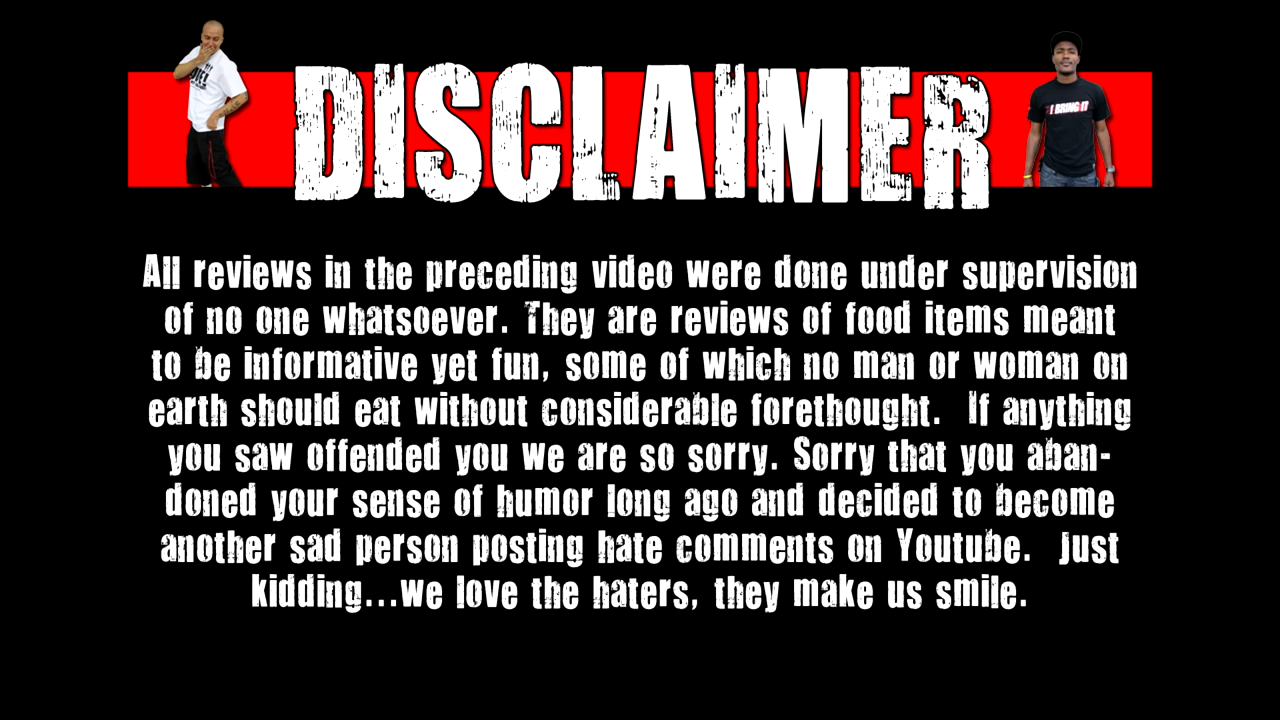 DISCLAIMER
I BRING IT
All reviews in the preceding video were done under supervision
of no one whatsoever. They are reviews of food items meant
to be informative yet fun, some of which no man or woman on
earth should eat without considerable forethought. If anything
you saw offended you we are so sorry. Sorry that you aban-
doned your sense of humor long ago and decided to become
another sad person posting hate comments on Youtube. Just
kidding...we love the haters, they make us smile.